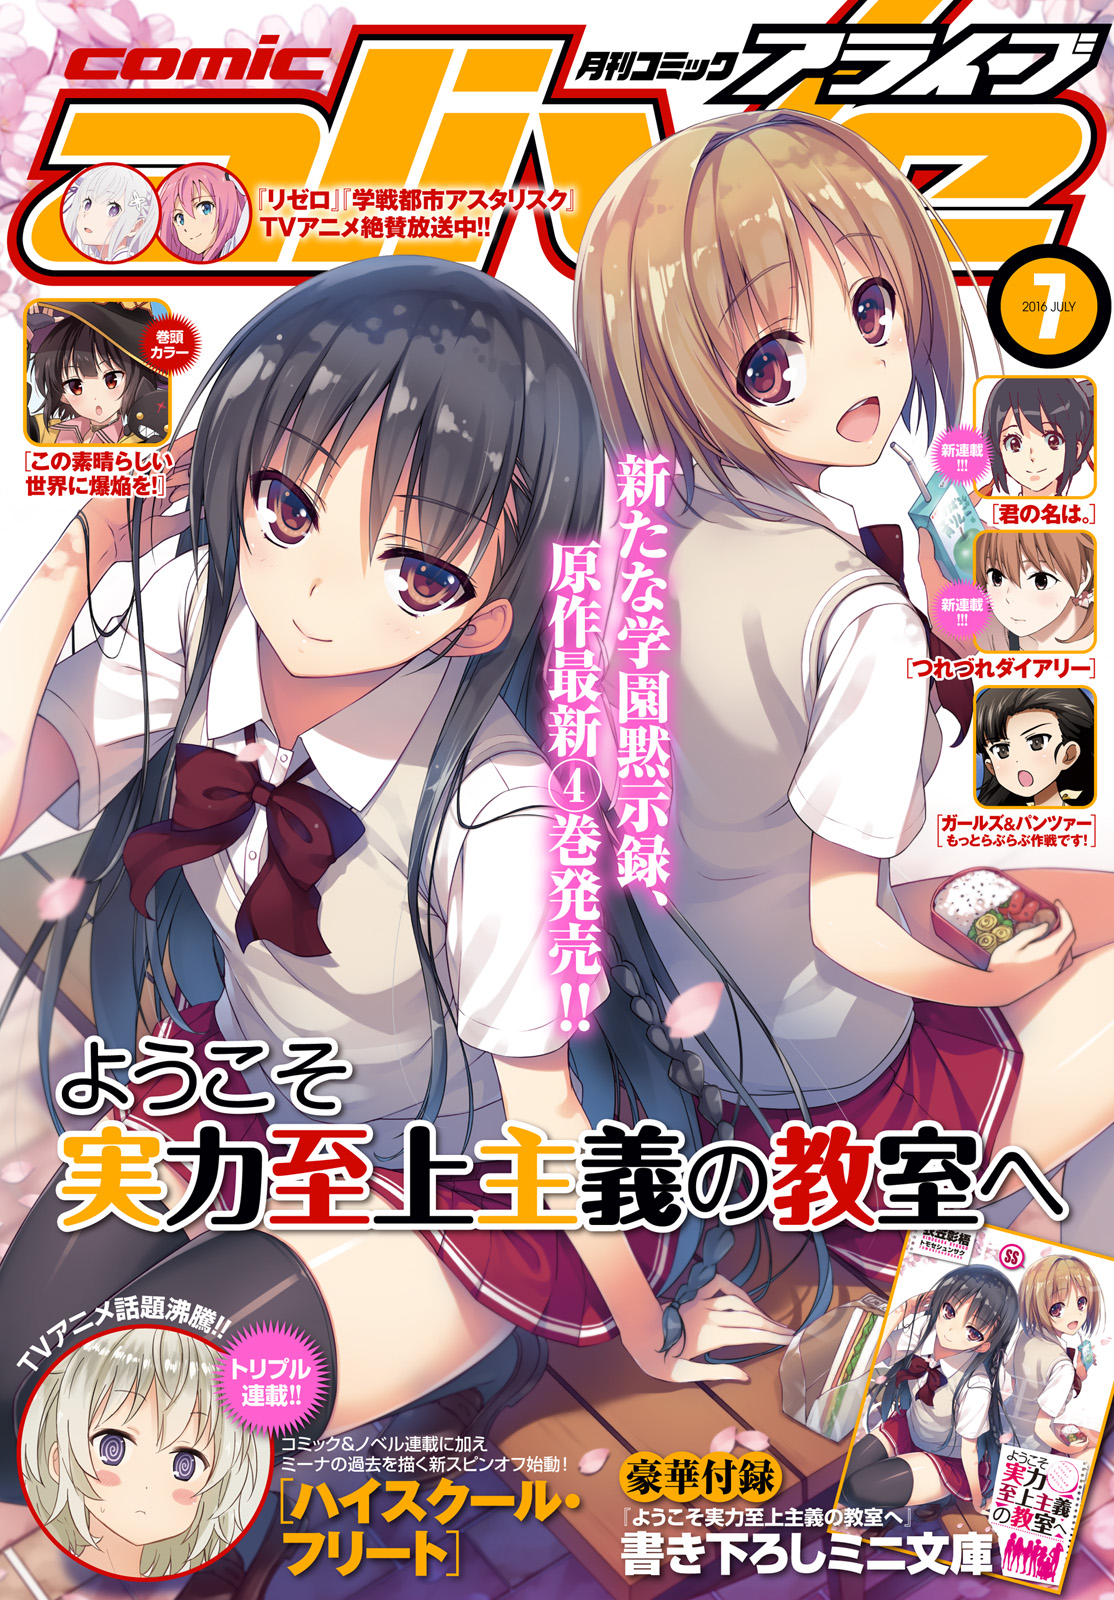 comic
alive
月刊コミック アライブ
『リゼロ』『学戦都市アスタリスク』
TVアニメ絶賛放送中!!
7
2016 JULY
巻頭
カラー
[この素晴らしい
世界に爆焔を!]
新連載
!!!
[君の名は。]
新連載
!!!
[つれづれダイアリー]
[ガールズ&パンツァー
もっとらぶらぶ作戦です!]
新たな学園黙示録、
原作最新④巻発売!!
ようこそ
実力至上主義の教室へ
TVアニメ話題沸騰!!
トリプル
連載!!
コミック&ノベル連載に加え
ミーナの過去を描く新スピンオフ始動!
[ハイスクール・
フリート]
豪華付録
『ようこそ実力至上主義の教室へ』
書き下ろしミニ文庫
トモセシュンサク
SS
ようこそ
実力
至上主義
の教室へ